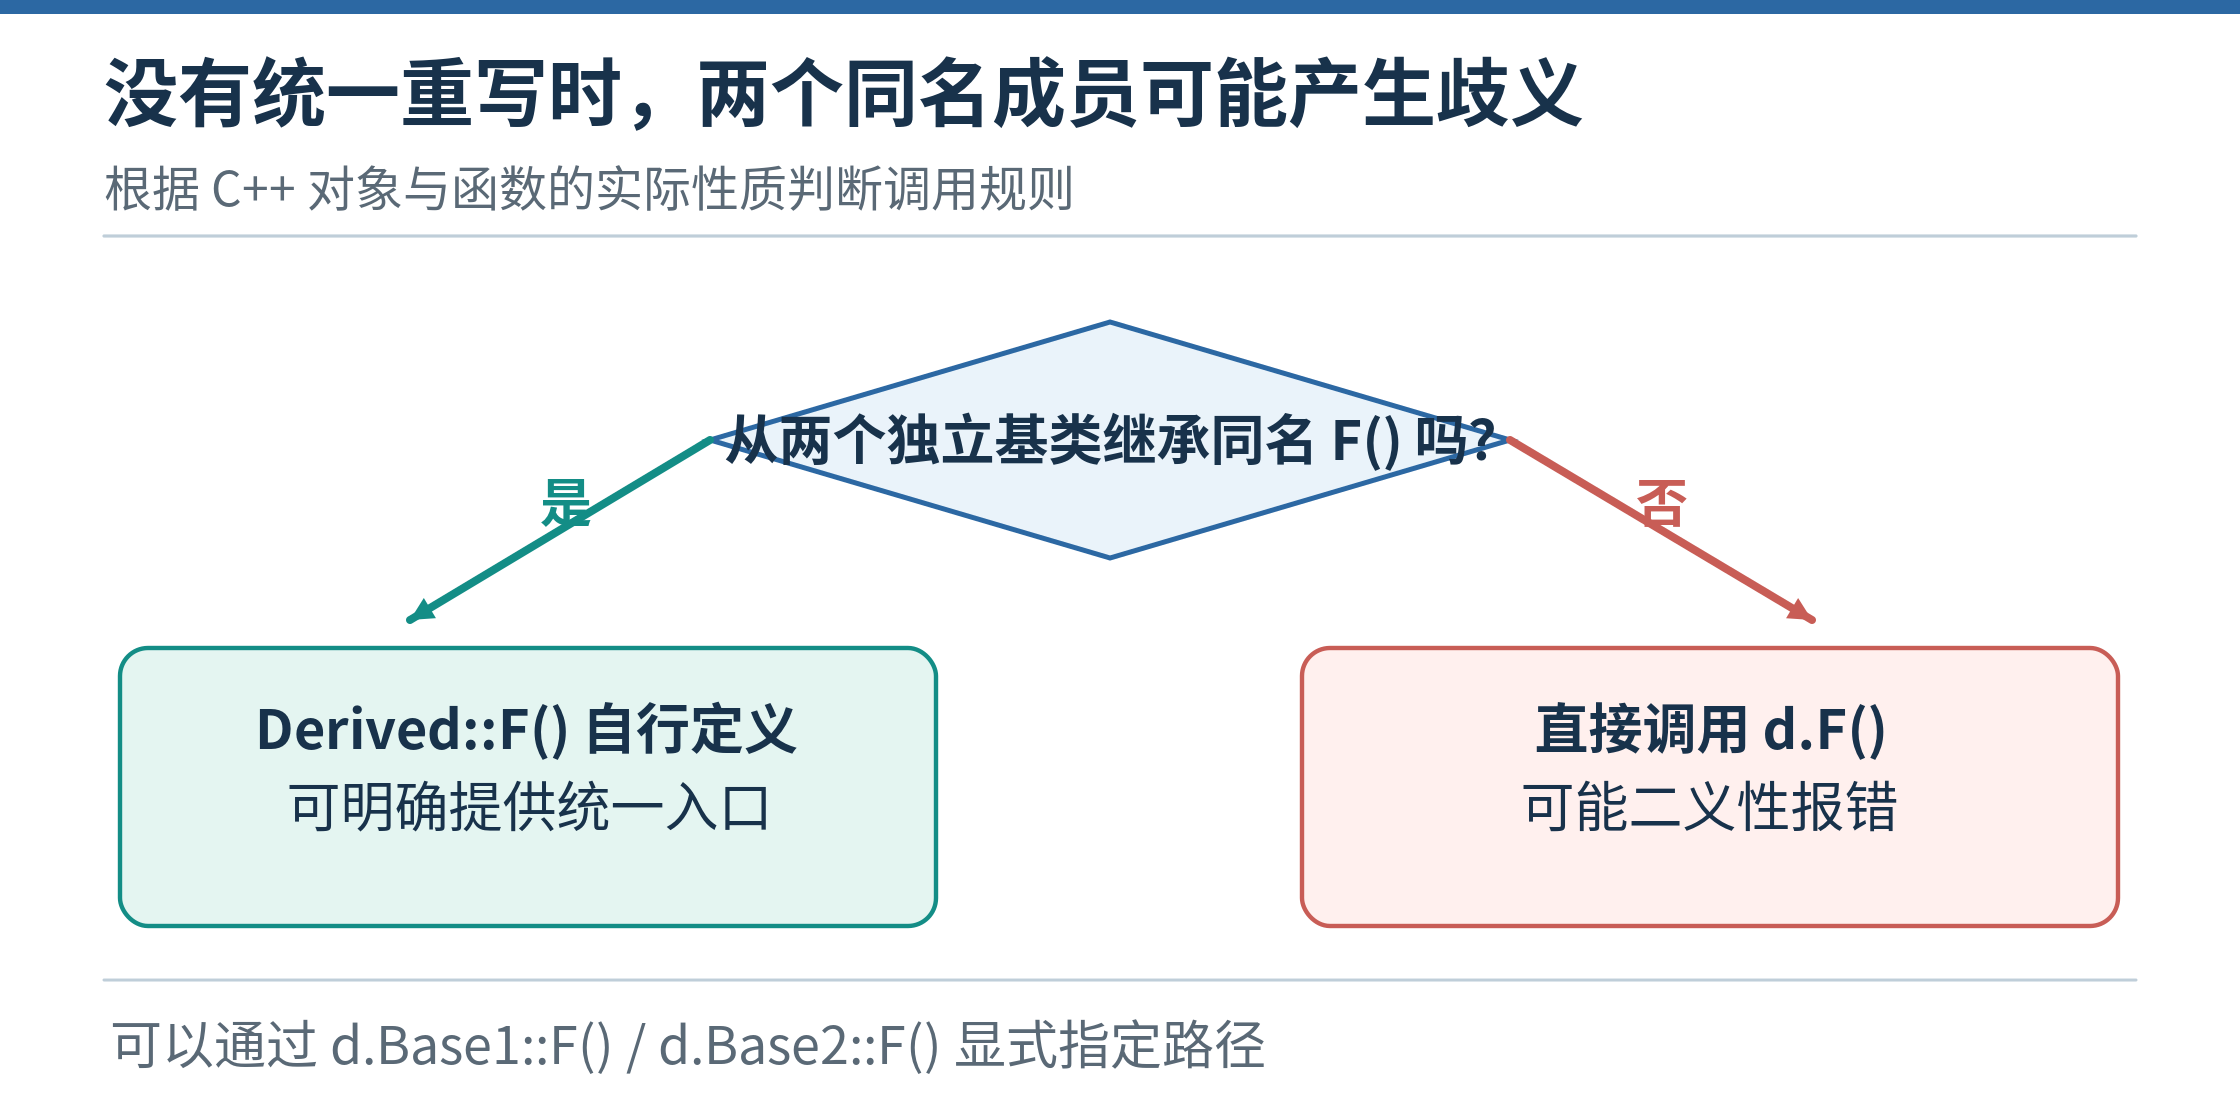 没有统一重写时，两个同名成员可能产生歧义
根据 C++ 对象与函数的实际性质判断调用规则
从两个独立基类继承同名 F() 吗?
是
否
Derived::F() 自行定义
可明确提供统一入口
直接调用 d.F()
可能二义性报错
可以通过 d.Base1::F() / d.Base2::F() 显式指定路径